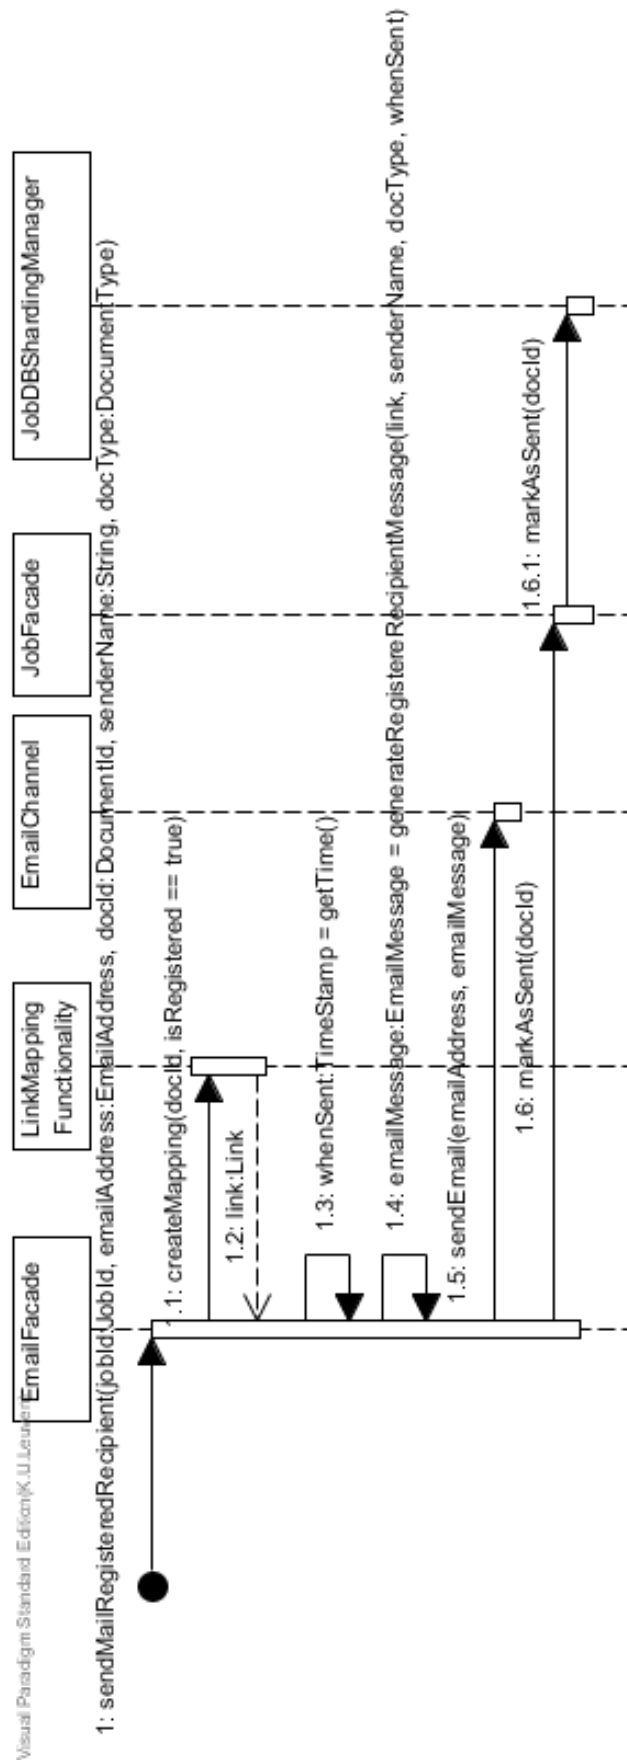 Visual Paradigm Standard Edition(K.U.Leuven)
EmailFacade
LinkMapping
Functionality
EmailChannel
JobFacade
JobDBShardingManager
1: sendMailRegisteredRecipient(jobId:JobId, emailAddress:EmailAddress, docId:DocumentId, senderName:String, docType:DocumentType)
1.1: createMapping(docId, isRegistered == true)
1.2: link:Link
1.3: whenSent:TimeStamp = getTime()
1.4: emailMessage:EmailMessage = generateRegistereRecipientMessage(link, senderName, docType, whenSent)
1.5: sendEmail(emailAddress, emailMessage)
1.6: markAsSent(docId)
1.6.1: markAsSent(docId)